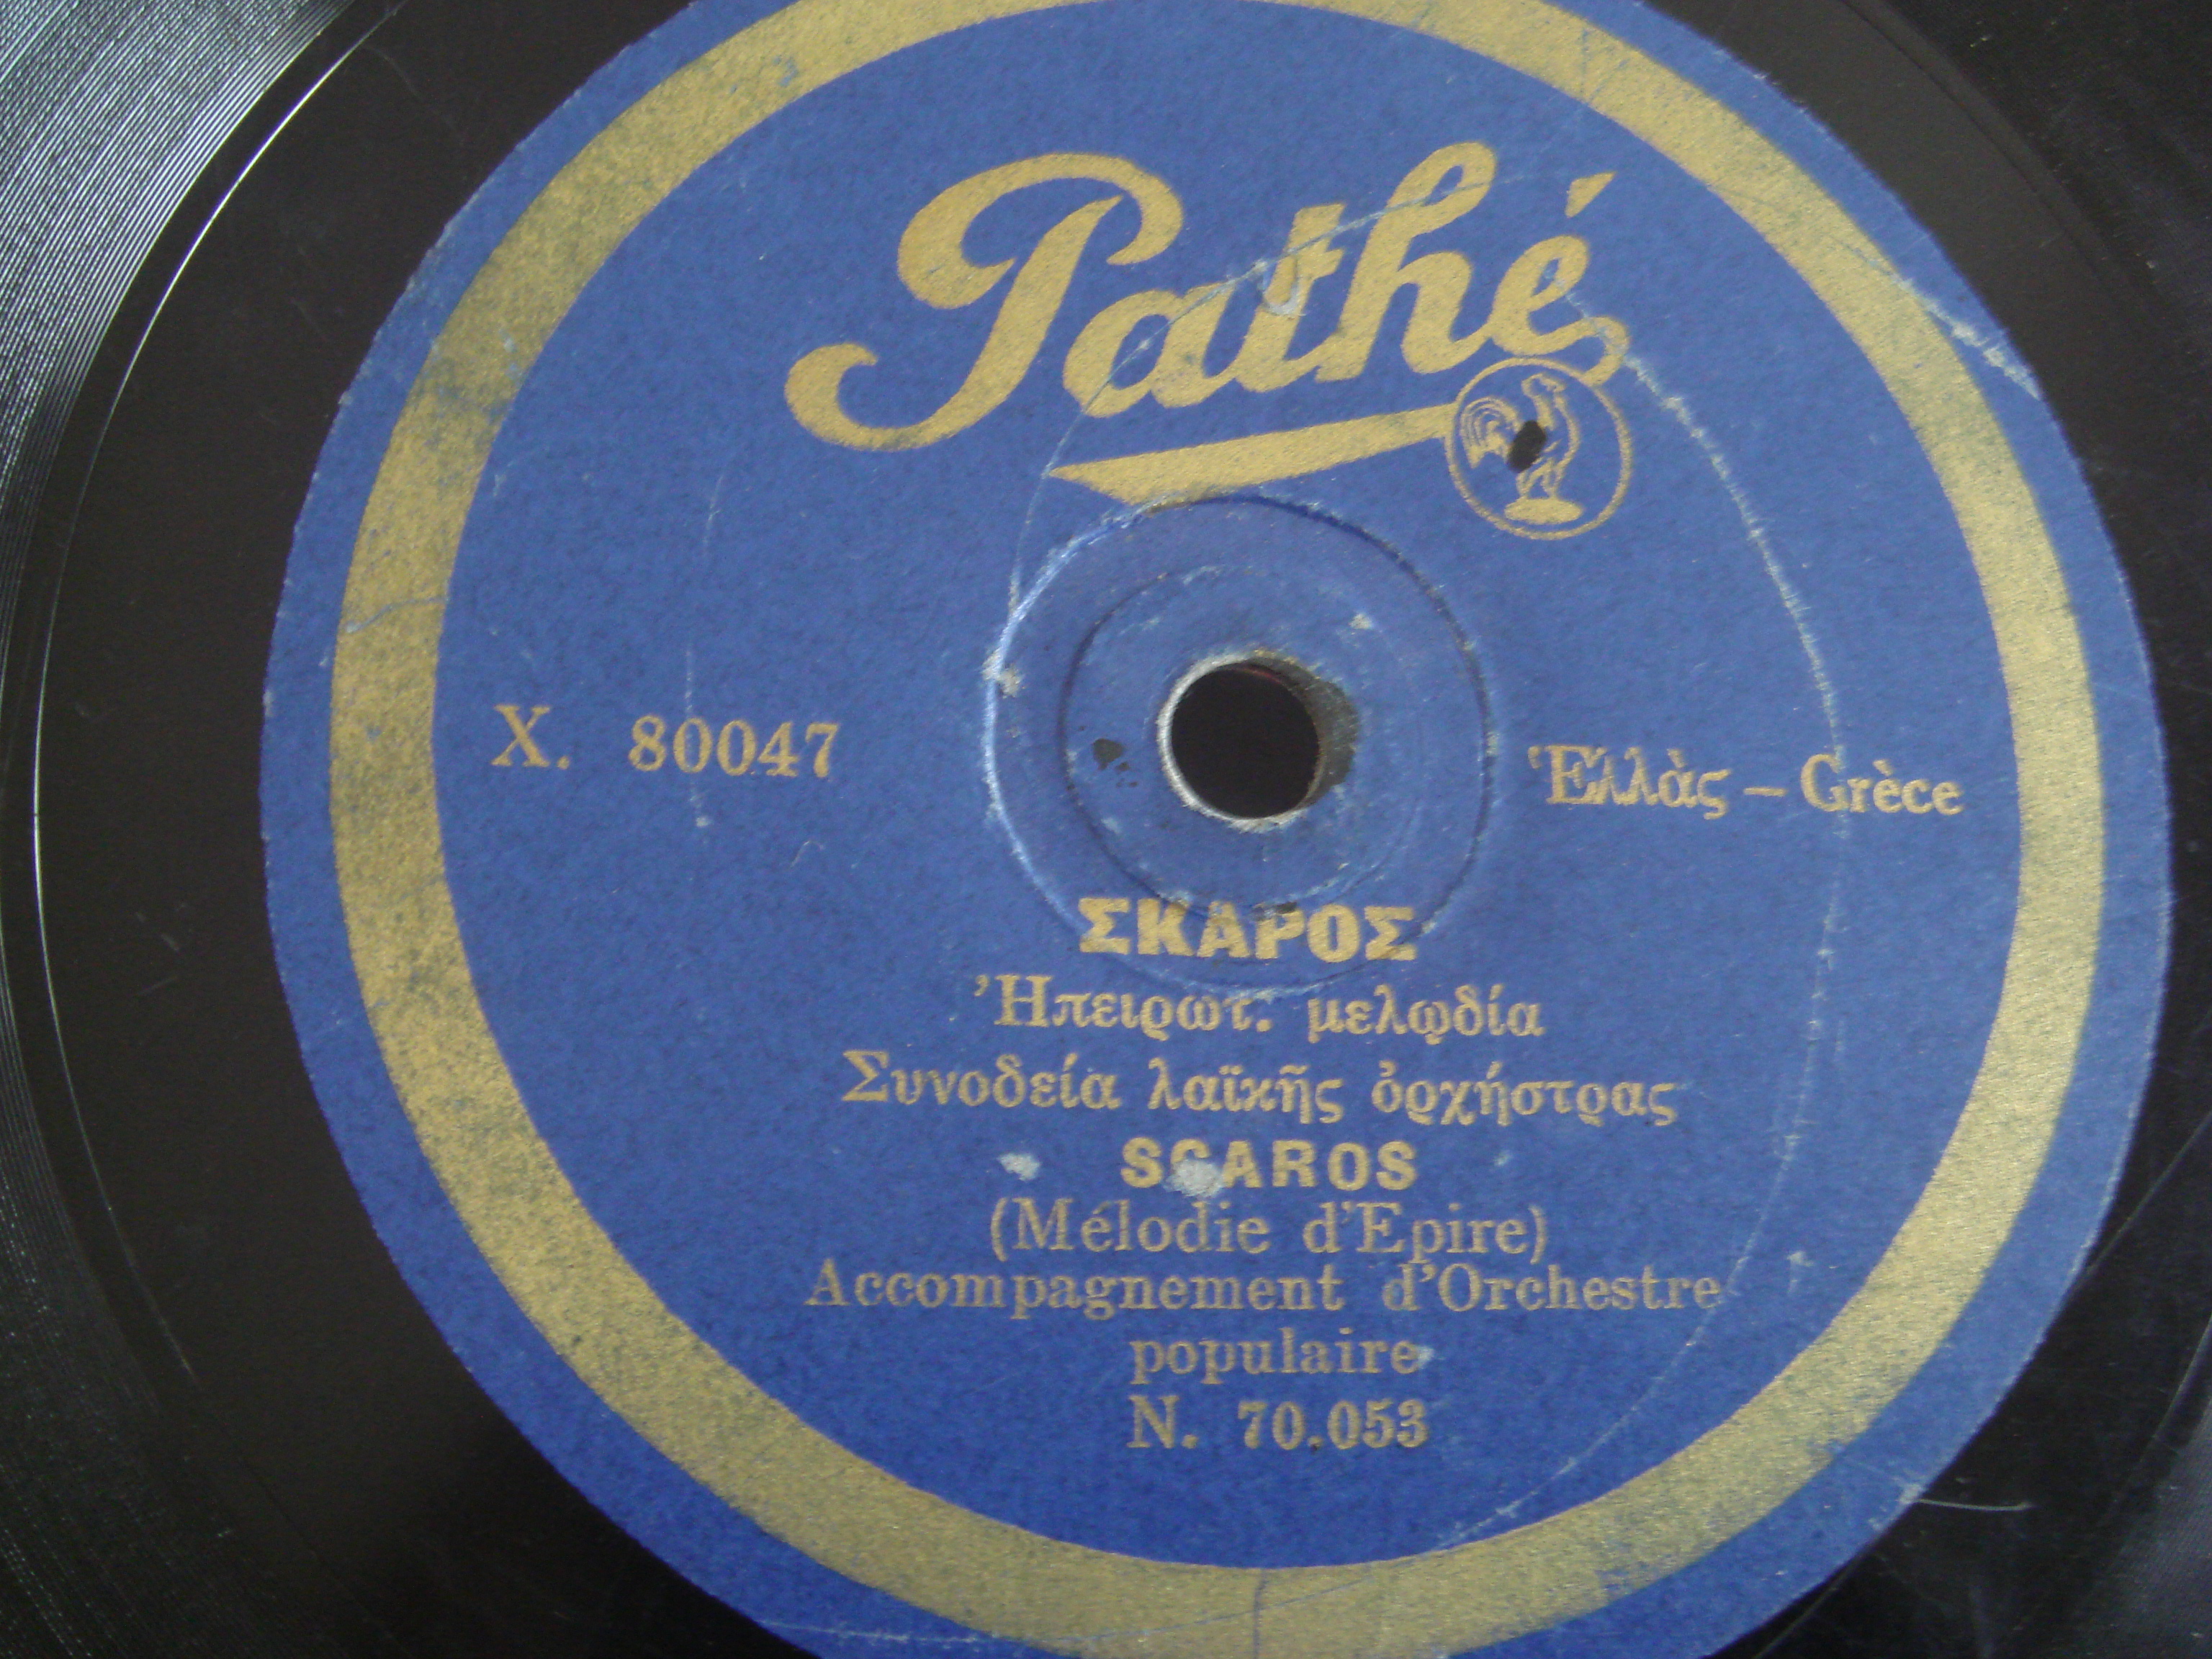 Pathé
X. 80047
Ἑλλὰς – Grèce
ΣΚΑΡΟΣ
Ἠπειρωτ. μελῳδία
Συνοδεία λαϊκῆς ὀρχήστρας
SCAROS
(Mélodie d'Epire)
Accompagnement d'Orchestre
populaire
N. 70.053